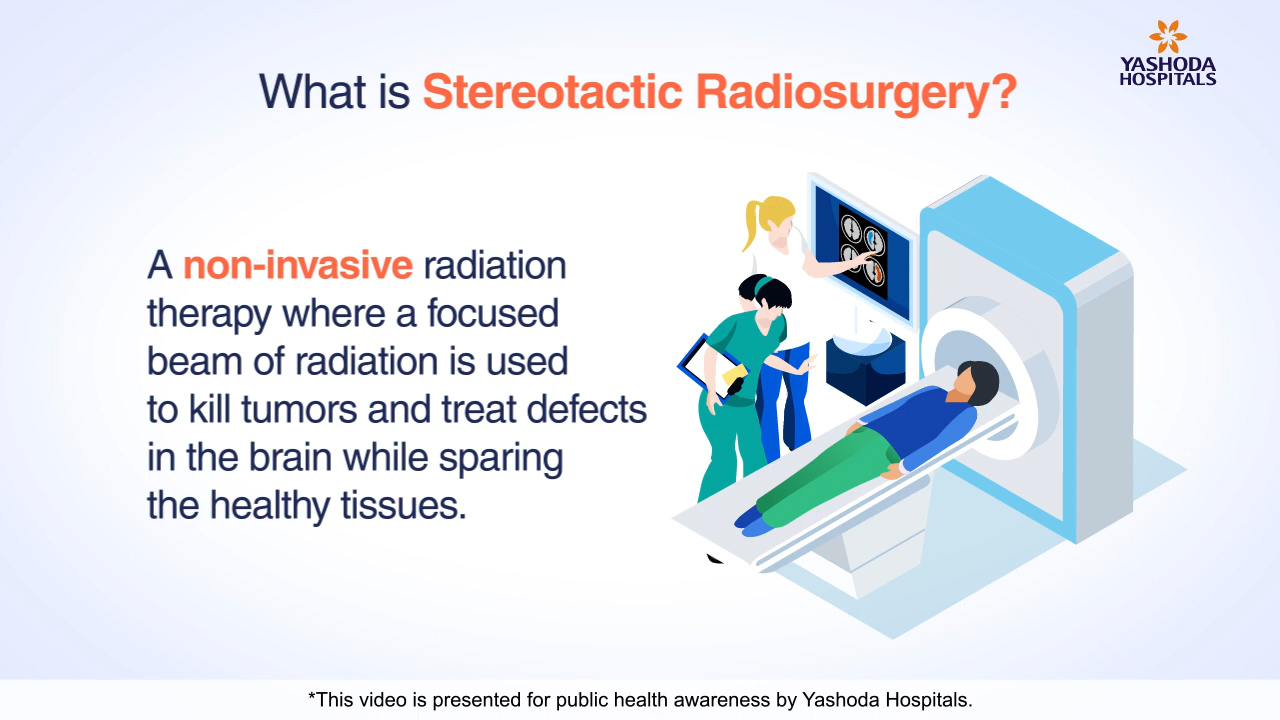 What is Stereotactic Radiosurgery?
YASHODA
HOSPITALS
A non-invasive radiation
therapy where a focused
beam of radiation is used
to kill tumors and treat defects
in the brain while sparing
the healthy tissues.
*This video is presented for public health awareness by Yashoda Hospitals.